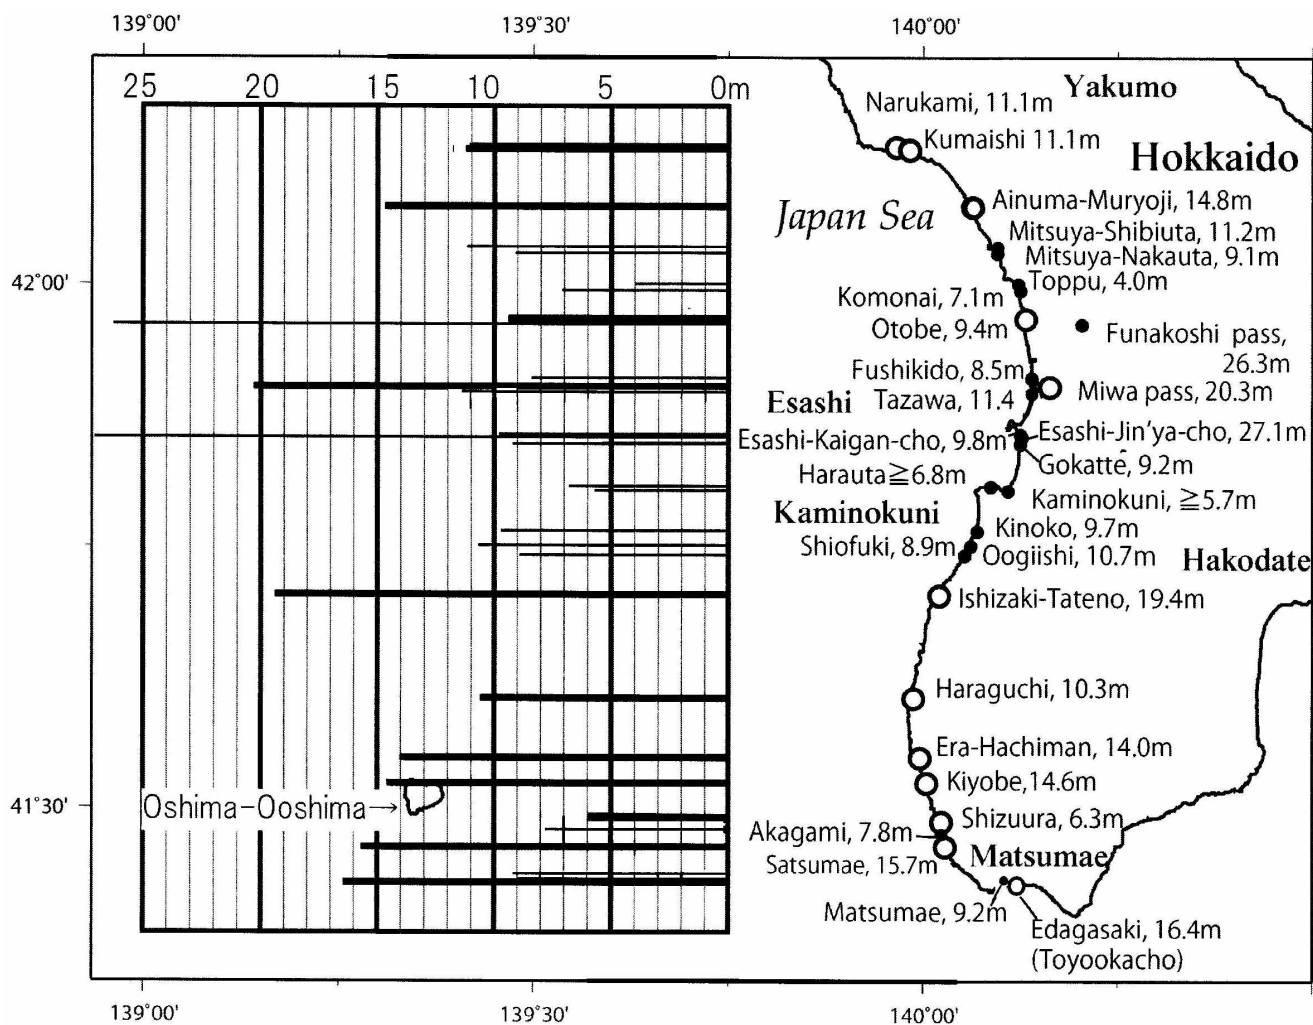 139°00'
139°30'
140°00'
25 20 15 10 5 0m
Yakumo
Narukami, 11.1m
Kumaishi 11.1m
Hokkaido
Ainuma-Muryoji, 14.8m
Japan Sea
Mitsuya-Shibiuta, 11.2m
Mitsuya-Nakauta, 9.1m
42°00'
Toppu, 4.0m
Komonai, 7.1m
Otobe, 9.4m
Funakoshi pass,
26.3m
Fushikido, 8.5m
Miwa pass, 20.3m
Esashi
Tazawa, 11.4
Esashi-Jin'ya-cho, 27.1m
Esashi-Kaigan-cho, 9.8m
Gokatte, 9.2m
Harauta≧6.8m
Kaminokuni, ≧5.7m
Kaminokuni
Kinoko, 9.7m
Shiofuki, 8.9m
Oogiishi, 10.7m
Hakodate
Ishizaki-Tateno, 19.4m
Haraguchi, 10.3m
Era-Hachiman, 14.0m
Kiyobe,14.6m
41°30'
Oshima-Ooshima→
Shizuura, 6.3m
Akagami, 7.8m
Matsumae
Satsumae, 15.7m
Matsumae, 9.2m
Edagasaki, 16.4m
(Toyookacho)
139°00'
139°30'
140°00'